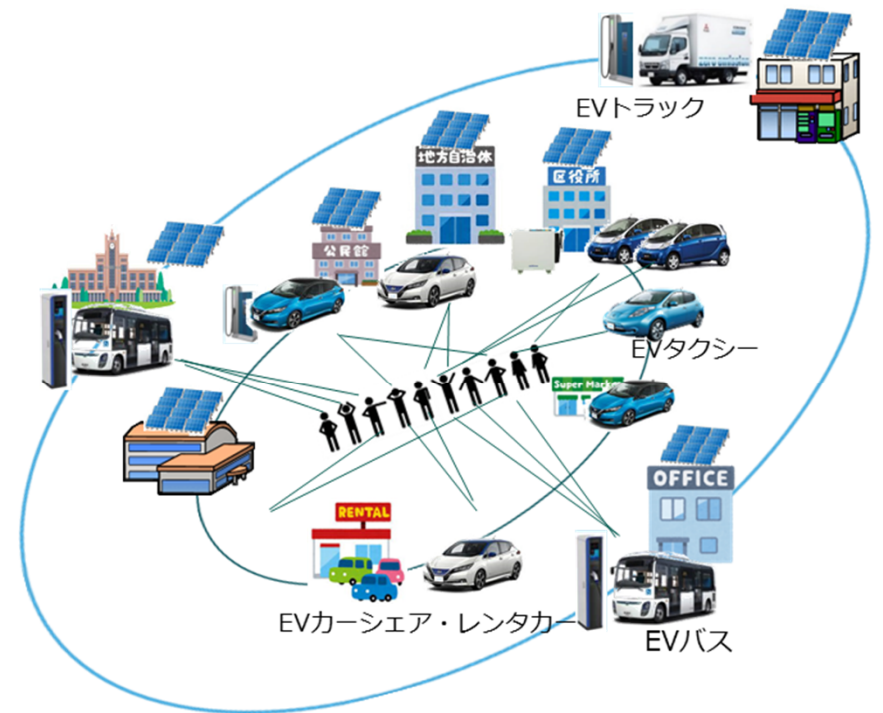 EVトラック
地方自治体
区役所
公民館
EVタクシー
Super Market
OFFICE
RENTAL
EVカーシェア・レンタカー
EVバス